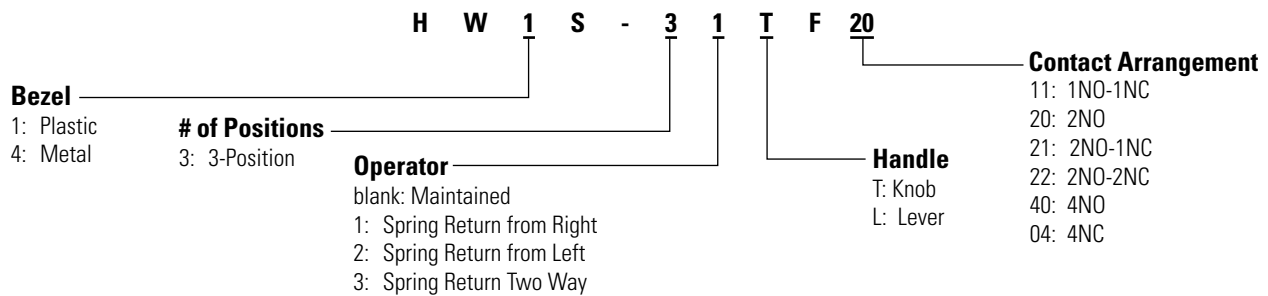 H W 1 S - 3 1 T F 20
Bezel
1: Plastic
4: Metal
# of Positions
3: 3-Position
Operator
blank: Maintained
1: Spring Return from Right
2: Spring Return from Left
3: Spring Return Two Way
Handle
T: Knob
L: Lever
Contact Arrangement
11: 1NO-1NC
20: 2NO
21: 2NO-1NC
22: 2NO-2NC
40: 4NO
04: 4NC